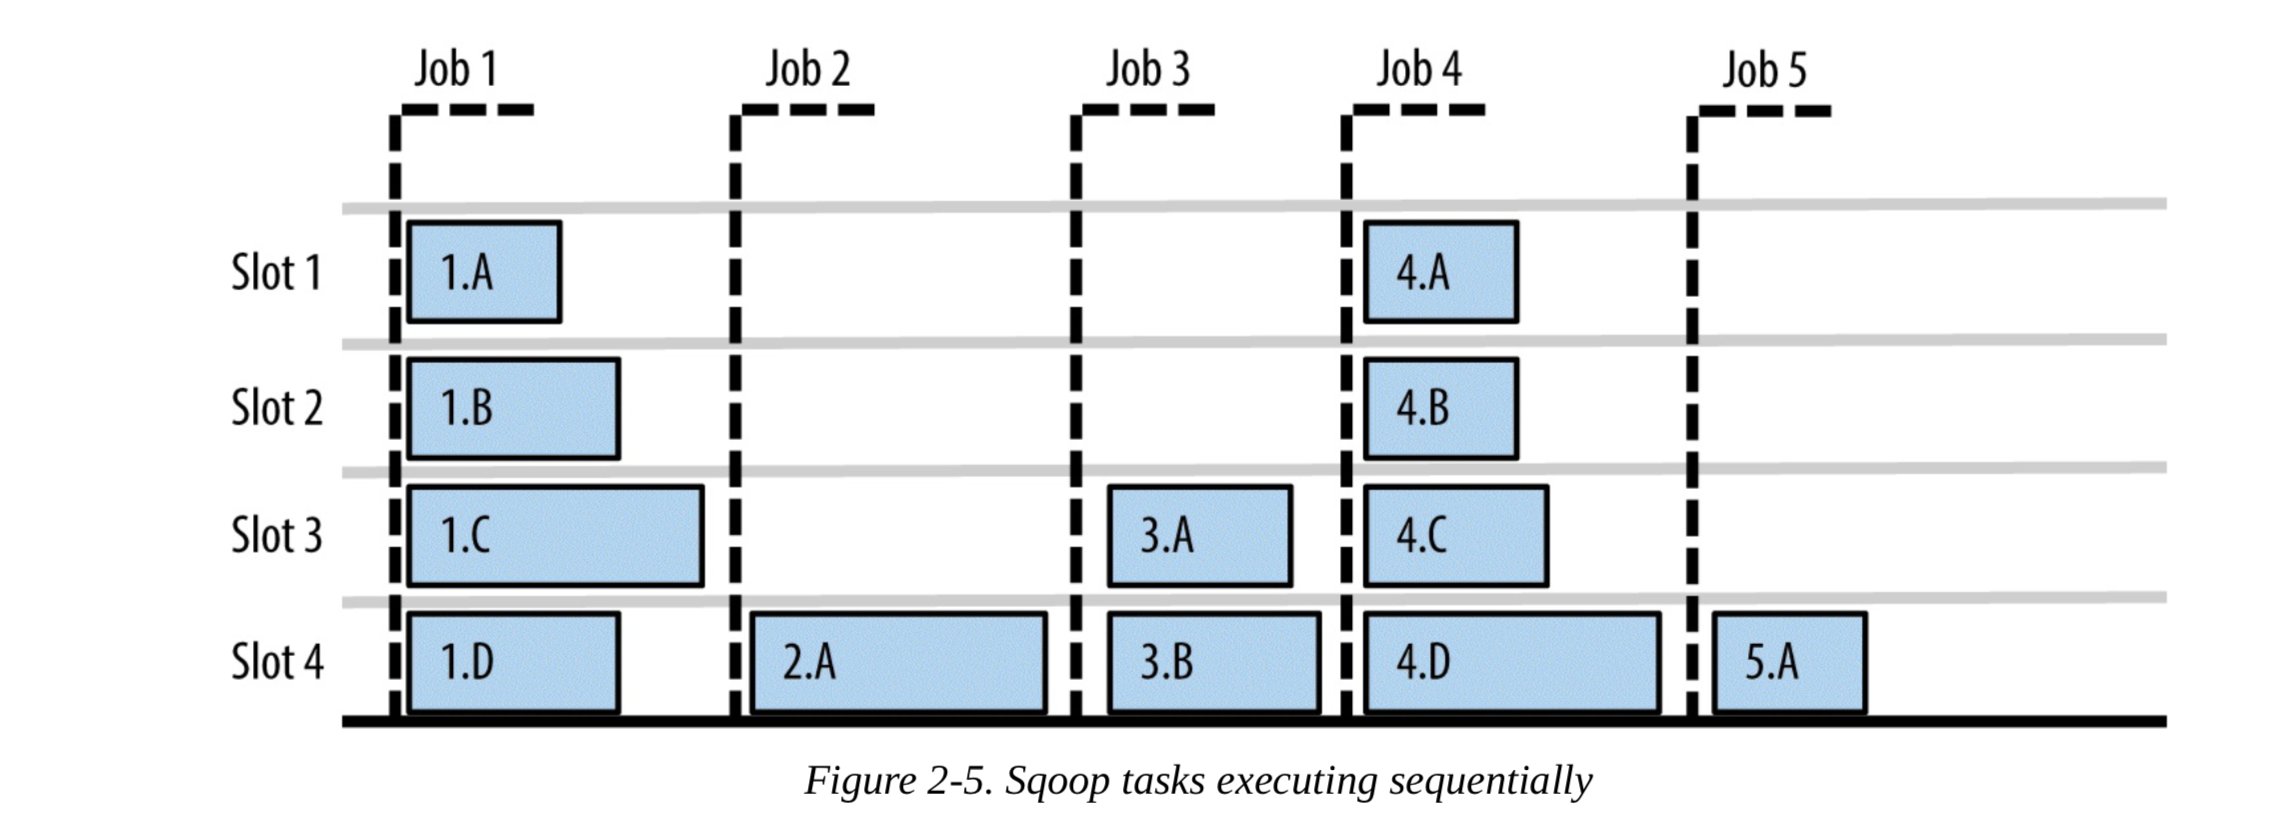 Job 1 Job 2 Job 3 Job 4 Job 5
Slot 1 1.A 4.A
Slot 2 1.B 4.B
Slot 3 1.C 3.A 4.C
Slot 4 1.D 2.A 3.B 4.D 5.A
Figure 2-5. Sqoop tasks executing sequentially